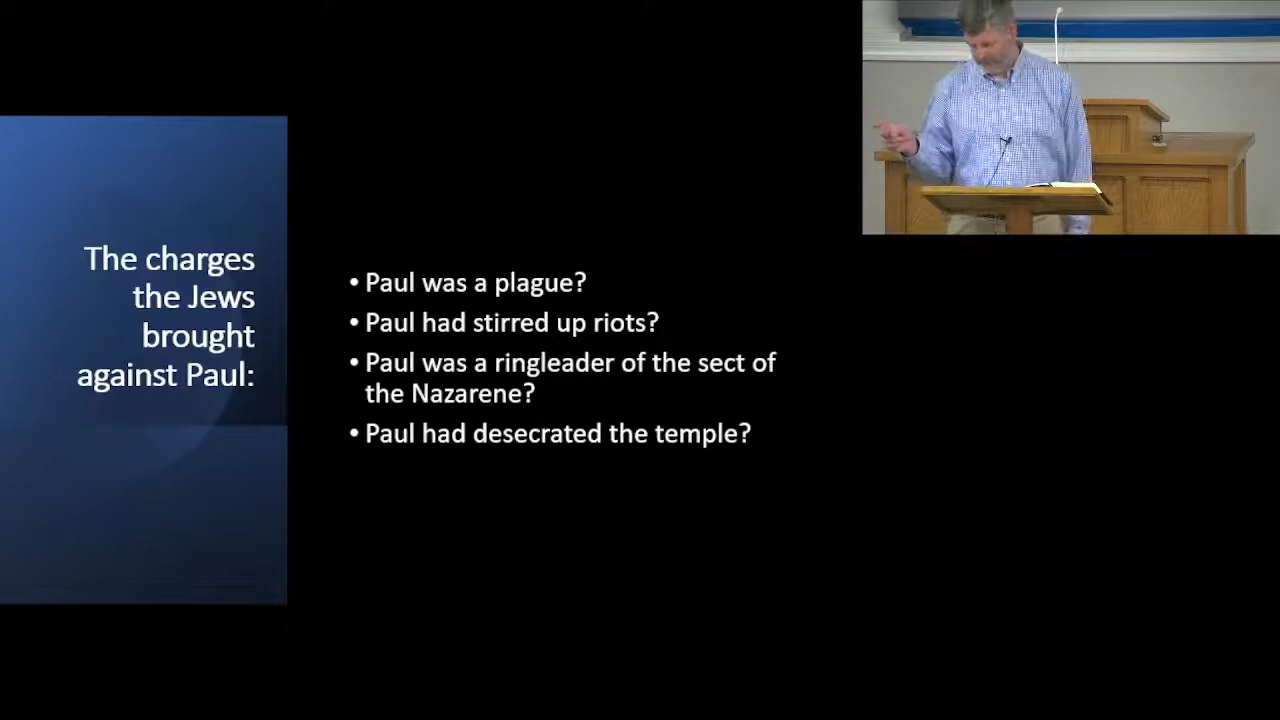 The charges
the Jews
brought
against Paul:
• Paul was a plague?
• Paul had stirred up riots?
• Paul was a ringleader of the sect of
the Nazarene?
• Paul had desecrated the temple?